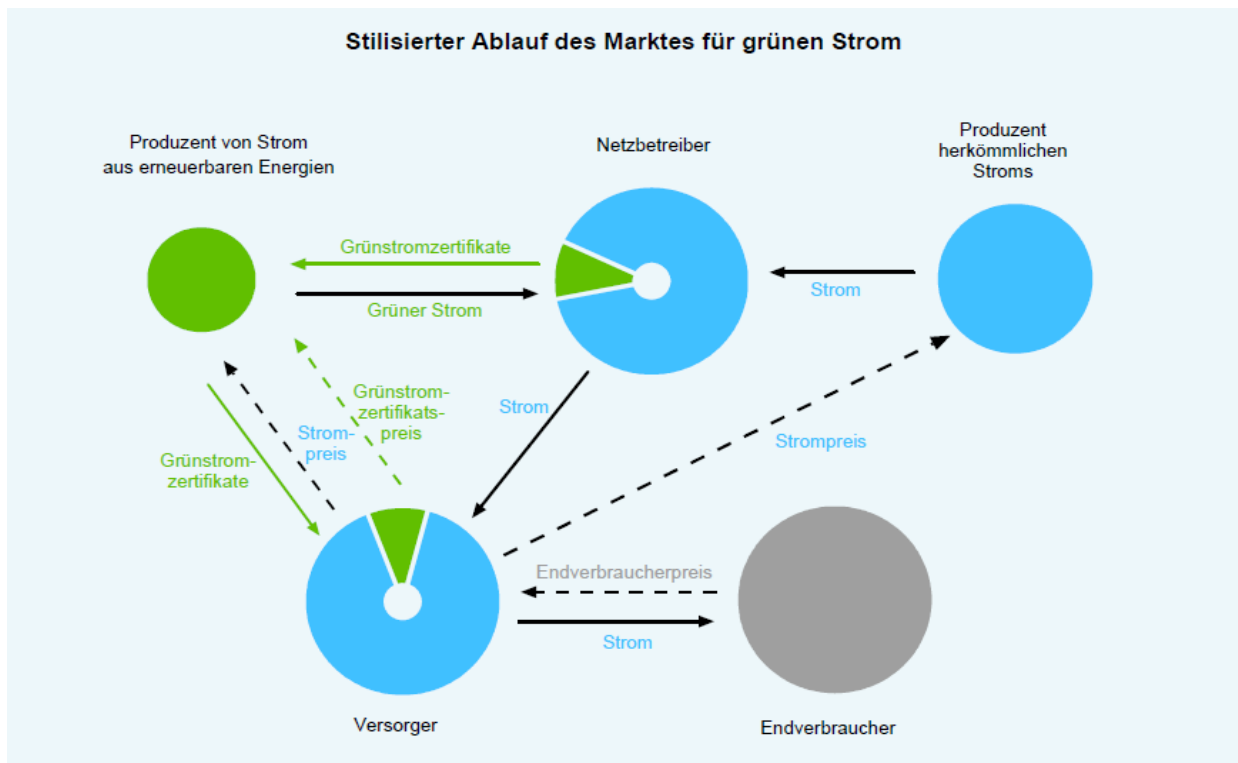 Stilisierter Ablauf des Marktes für grünen Strom
Produzent von Strom
aus erneuerbaren Energien
Netzbetreiber
Produzent
herkömmlichen
Stroms
Grünstromzertifikate
Grüner Strom
Strom
Grünstrom-
zertifikate
Strom-
preis
Grünstrom-
zertifikats-
preis
Strom
Strompreis
Endverbraucherpreis
Strom
Versorger
Endverbraucher